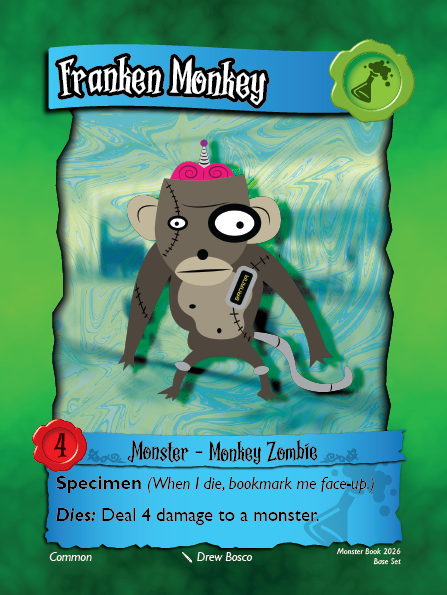 Franken Monkey
BANANA
4
Monster - Monkey Zombie
Specimen (When I die, bookmark me face-up.)
Dies: Deal 4 damage to a monster.
Common
Drew Bosco
Monster Book 2026
Base Set